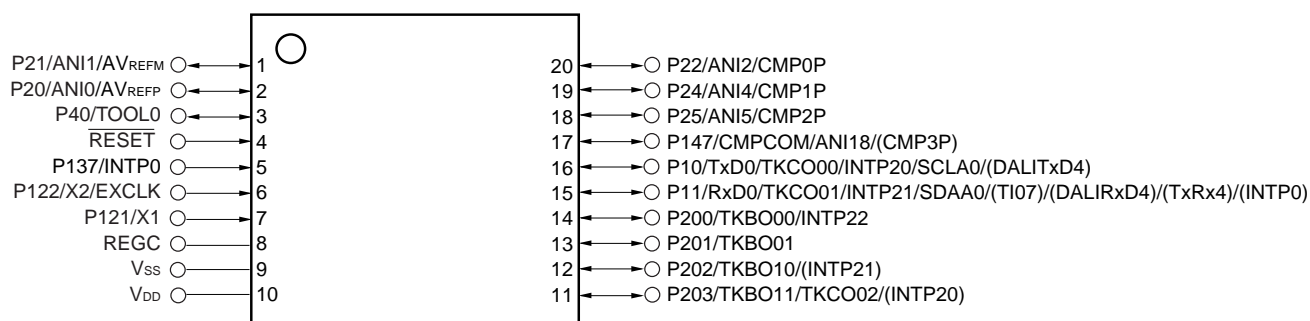 P21/ANI1/AVREFM 1 20 P22/ANI2/CMP0P
P20/ANI0/AVREFP 2 19 P24/ANI4/CMP1P
P40/TOOL0 3 18 P25/ANI5/CMP2P
RESET 4 17 P147/CMPCOM/ANI18/(CMP3P)
P137/INTP0 5 16 P10/TxD0/TKCO00/INTP20/SCLA0/(DALITxD4)
P122/X2/EXCLK 6 15 P11/RxD0/TKCO01/INTP21/SDAA0/(TI07)/(DALIRxD4)/(TxRx4)/(INTP0)
P121/X1 7 14 P200/TKBO00/INTP22
REGC 8 13 P201/TKBO01
VSS 9 12 P202/TKBO10/(INTP21)
VDD 10 11 P203/TKBO11/TKCO02/(INTP20)